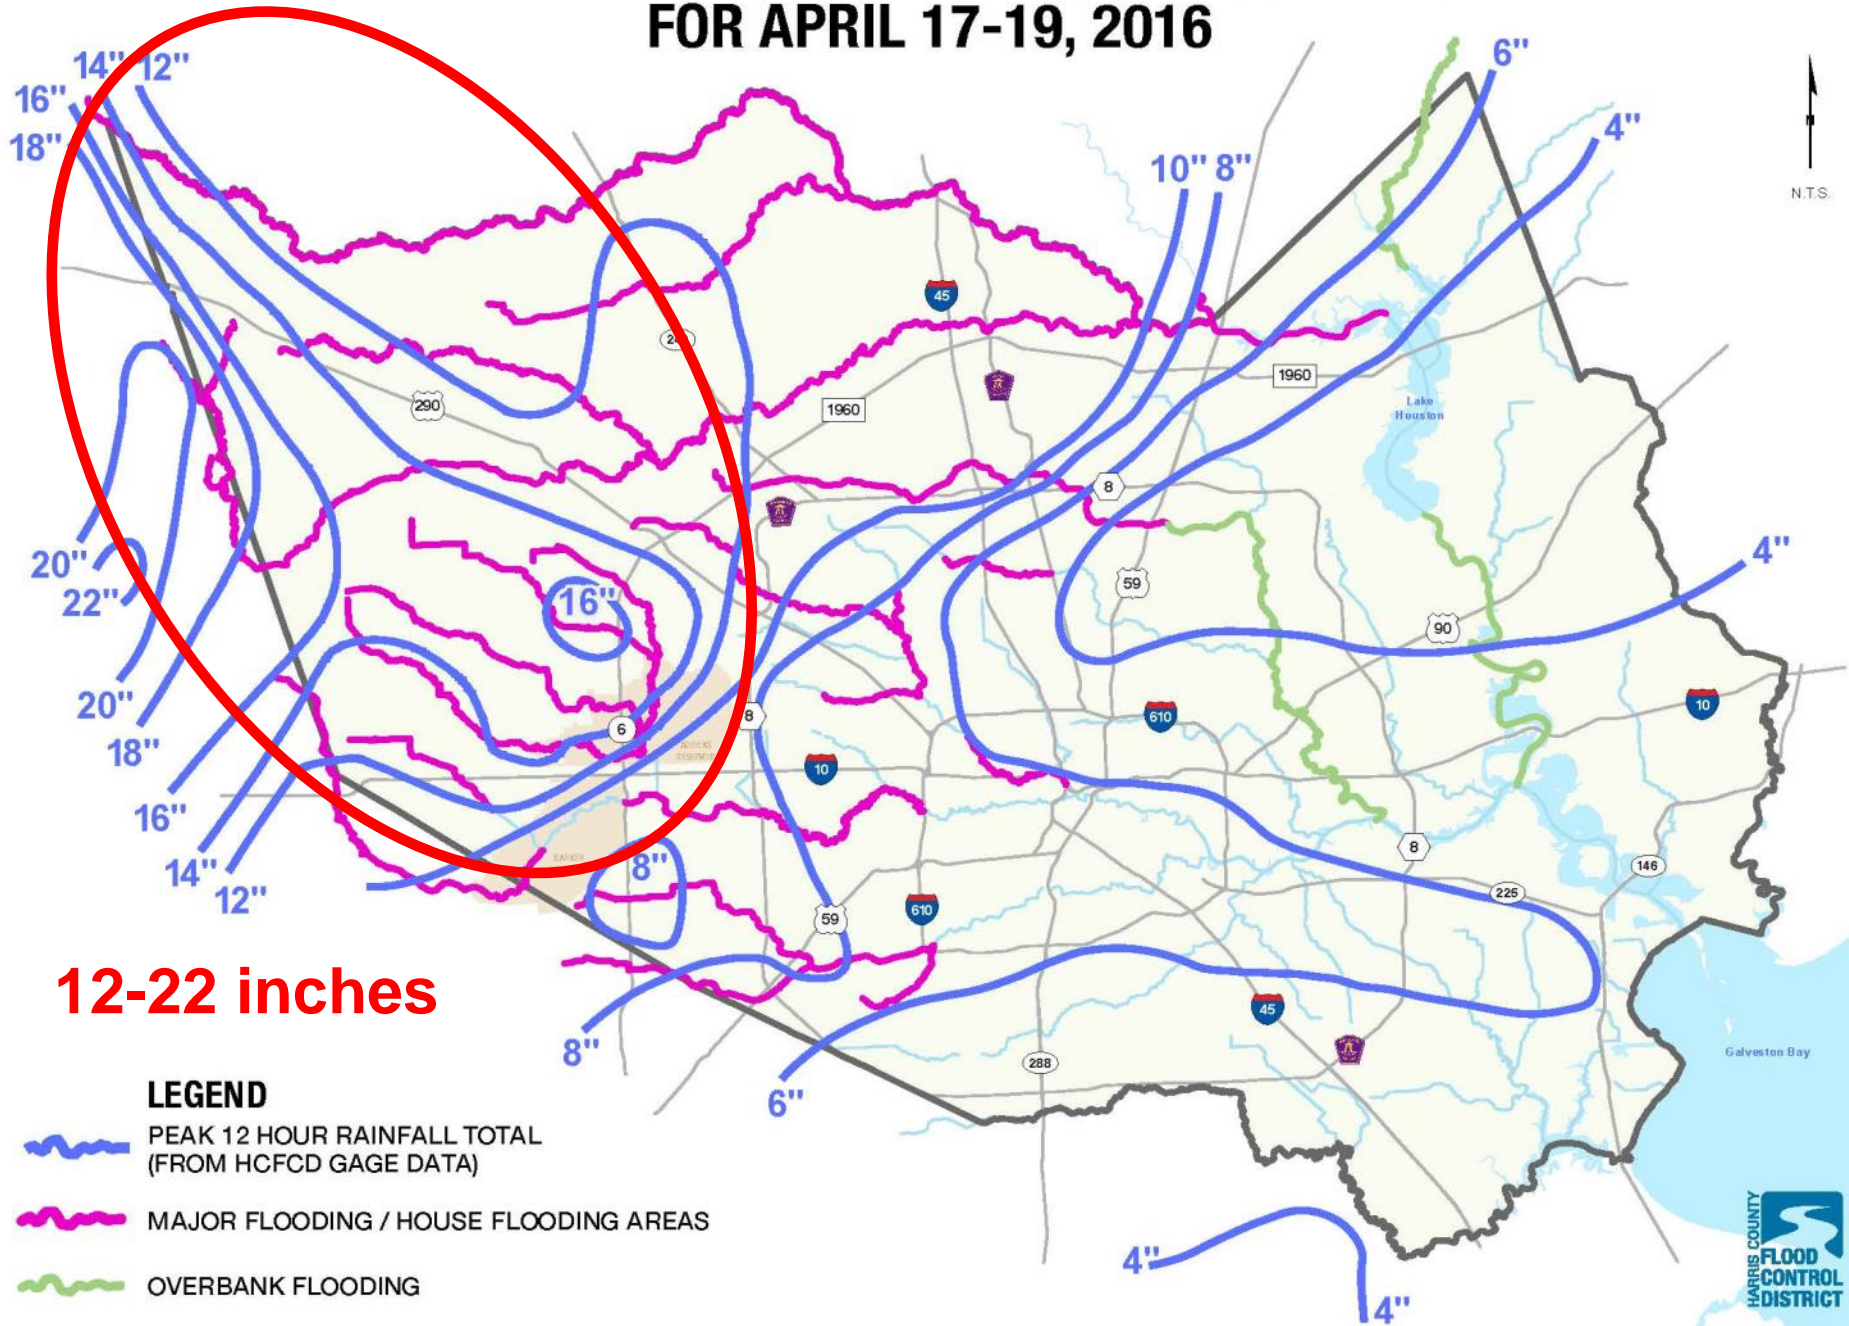 FOR APRIL 17-19, 2016
6"
14"
12"
16"
18"
4"
10"
8"
N
N.T.S.
45
1960
290
1960
Lake
Houston
8
20"
22"
16"
59
4"
90
20"
18"
6
8
610
10
10
16"
14"
12"
BARKER
8"
8
146
225
59
610
12-22 inches
8"
45
288
6"
Galveston Bay
LEGEND
PEAK 12 HOUR RAINFALL TOTAL
(FROM HCFCD GAGE DATA)
MAJOR FLOODING / HOUSE FLOODING AREAS
OVERBANK FLOODING
4"
4"
HARRIS COUNTY
FLOOD
CONTROL
DISTRICT